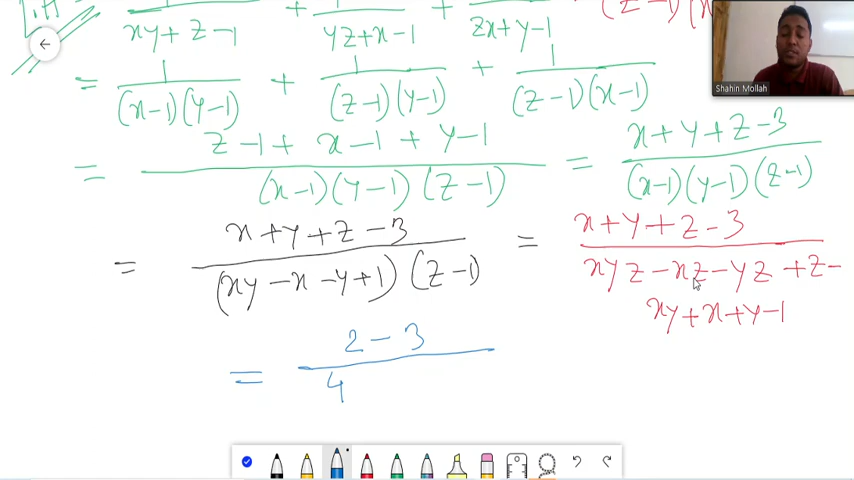 1/(xy+z-1) + 1/(yz+x-1) + 1/(zx+y-1)
Shahin Mollah
= 1/((x-1)(y-1)) + 1/((z-1)(y-1)) + 1/((z-1)(x-1))
= (z-1+x-1+y-1)/((x-1)(y-1)(z-1)) = (x+y+z-3)/((x-1)(y-1)(z-1))
= (x+y+z-3)/((xy-x-y+1)(z-1)) = (x+y+z-3)/(xyz-xz-yz+z-
xy+x+y-1)
= (2-3)/(4